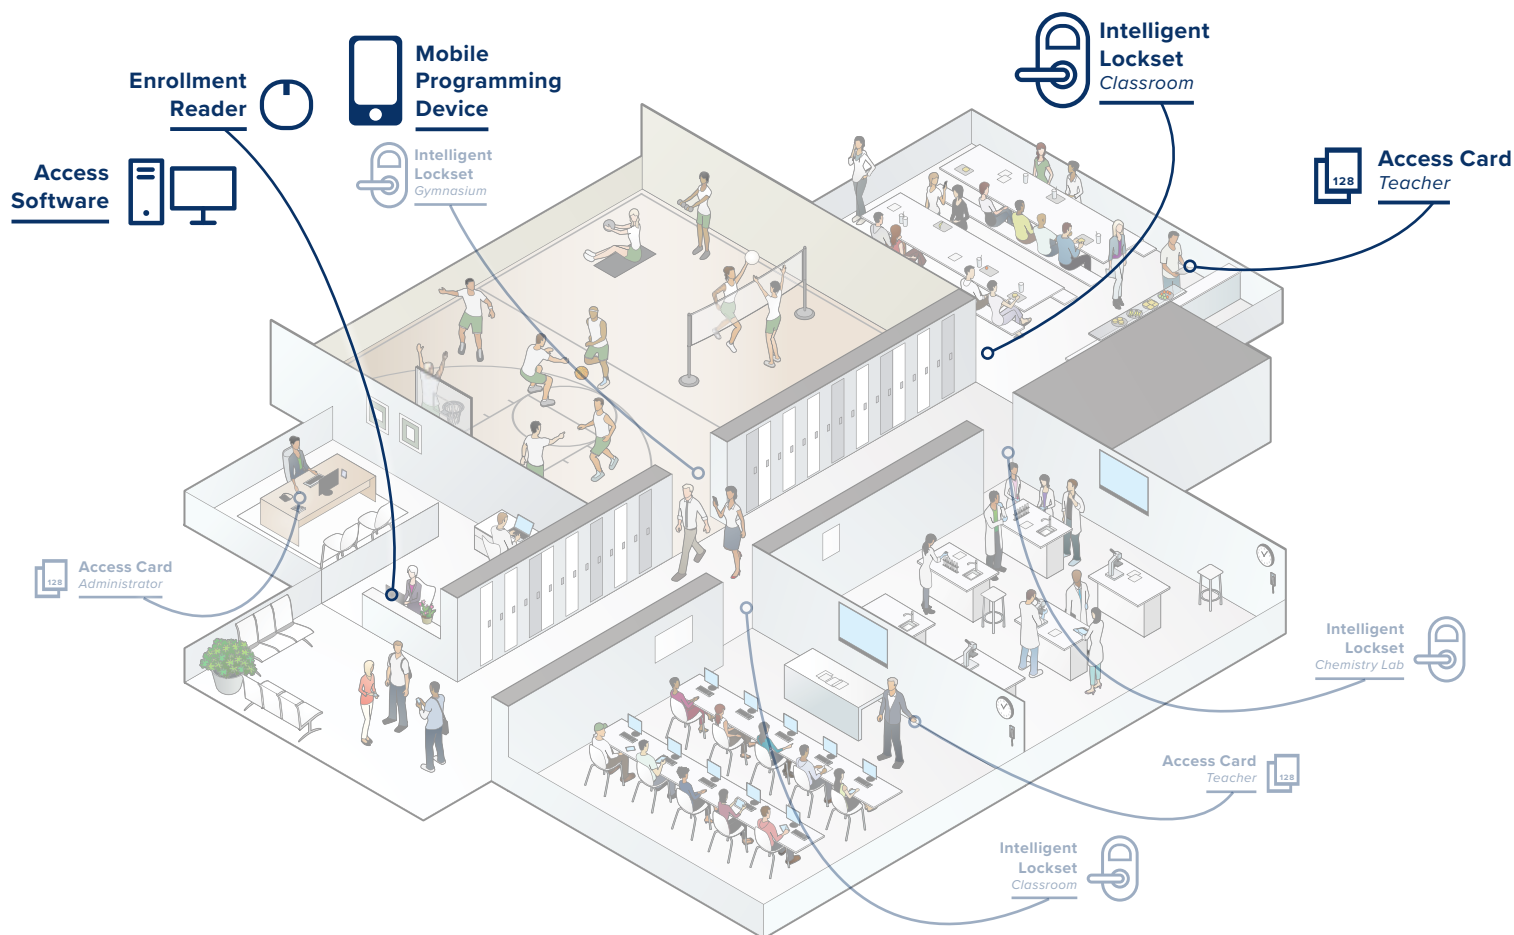 Enrollment
Reader
Mobile
Programming
Device
Intelligent
Lockset
Classroom
Access
Software
Intelligent
Lockset
Gymnasium
128
Access Card
Teacher
128
Access Card
Administrator
Intelligent
Lockset
Chemistry Lab
Access Card
Teacher
128
Intelligent
Lockset
Classroom